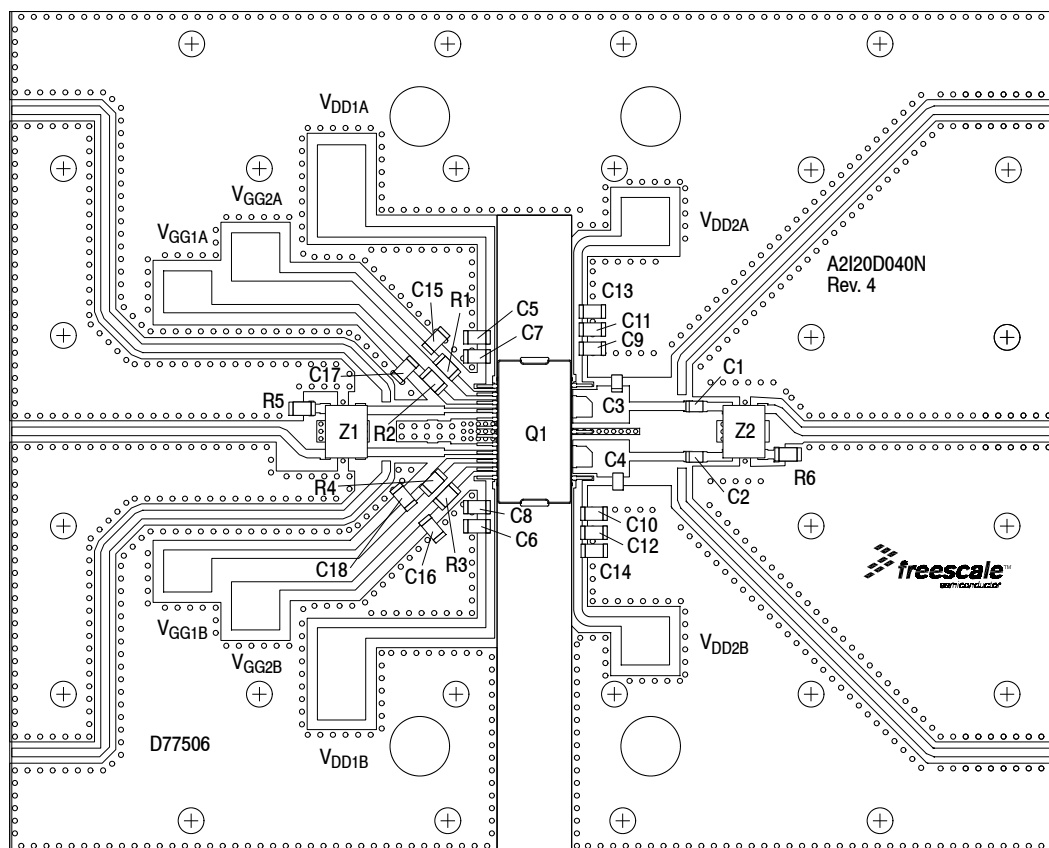 VDD1A
VGG2A
VDD2A
VGG1A
A2I20D040N
Rev. 4
C15
R1
C5
C7
C13
C11
C9
C17
C1
R5
C3
Z1
R2
Q1
Z2
C4
R4
R6
C2
C8
C6
C10
C12
C18
C16
R3
C14
freescale™
semiconductor
VGG1B
VGG2B
VDD2B
D77506
VDD1B